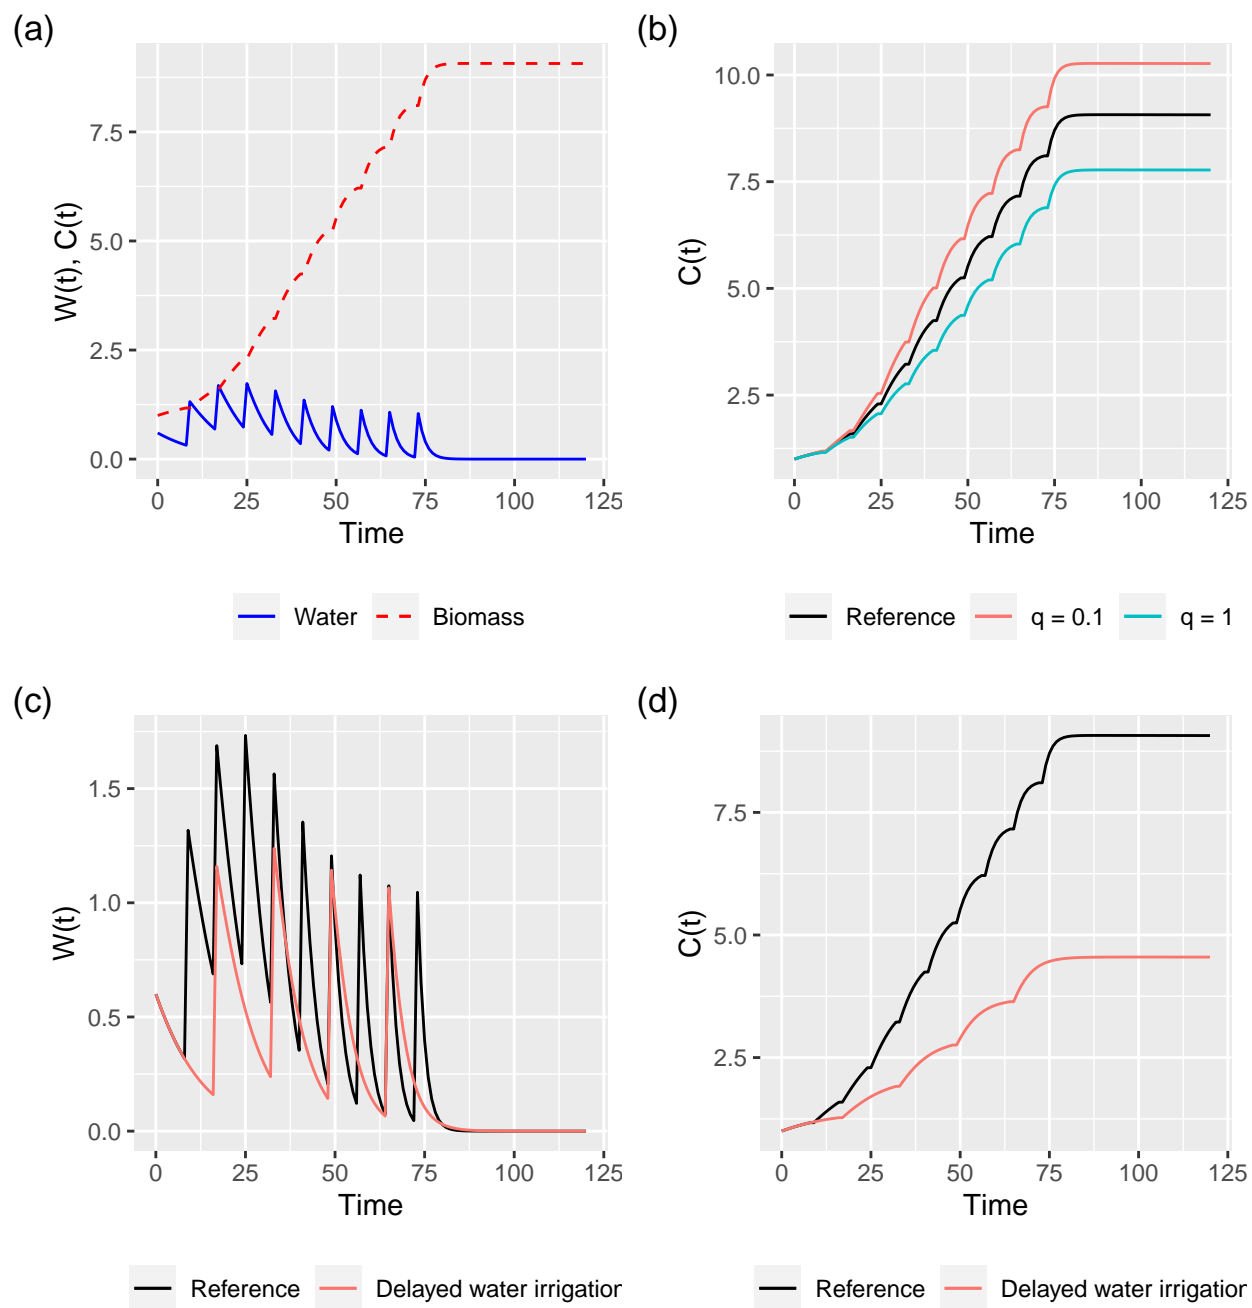 (a)
W(t), C(t)
7.5
5.0
2.5
0.0
0 25 50 75 100 125
Time
Water Biomass
(b)
C(t)
10.0
7.5
5.0
2.5
0 25 50 75 100 125
Time
Reference q = 0.1 q = 1
(c)
W(t)
1.5
1.0
0.5
0.0
0 25 50 75 100 125
Time
Reference Delayed water irrigation
(d)
C(t)
7.5
5.0
2.5
0 25 50 75 100 125
Time
Reference Delayed water irrigation